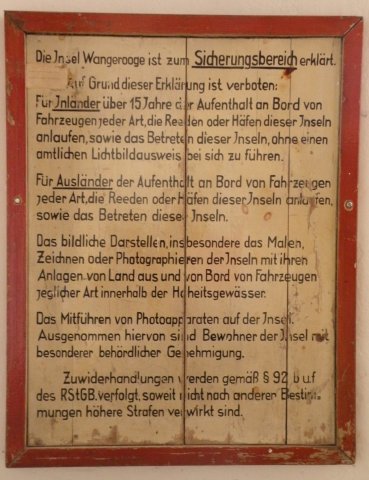 Die Insel Wangerooge ist zum Sicherungsbereich erklärt.
Auf Grund dieser Erklärung ist verboten:
Für Inländer über 15 Jahre der Aufenthalt an Bord von
Fahrzeugen jeder Art, die Reeden oder Häfen dieser Inseln
anlaufen, sowie das Betreten dieser Inseln, ohne einen
amtlichen Lichtbildausweis bei sich zu führen.
Für Ausländer der Aufenthalt an Bord von Fahrzeugen
jeder Art, die Reeden oder Häfen dieser Inseln anlaufen,
sowie das Betreten dieser Inseln.
Das bildliche Darstellen, insbesondere das Malen,
Zeichnen oder Photographieren der Inseln mit ihren
Anlagen von Land aus und von Bord von Fahrzeugen
jeglicher Art innerhalb der Hoheitsgewässer.
Das Mitführen von Photoapparaten auf der Insel.
Ausgenommen hiervon sind Bewohner der Insel mit
besonderer behördlicher Genehmigung.
Zuwiderhandlungen werden gemäß § 92 b uf
des RStGB. verfolgt, soweit nicht nach anderen Bestim-
mungen höhere Strafen verwirkt sind.